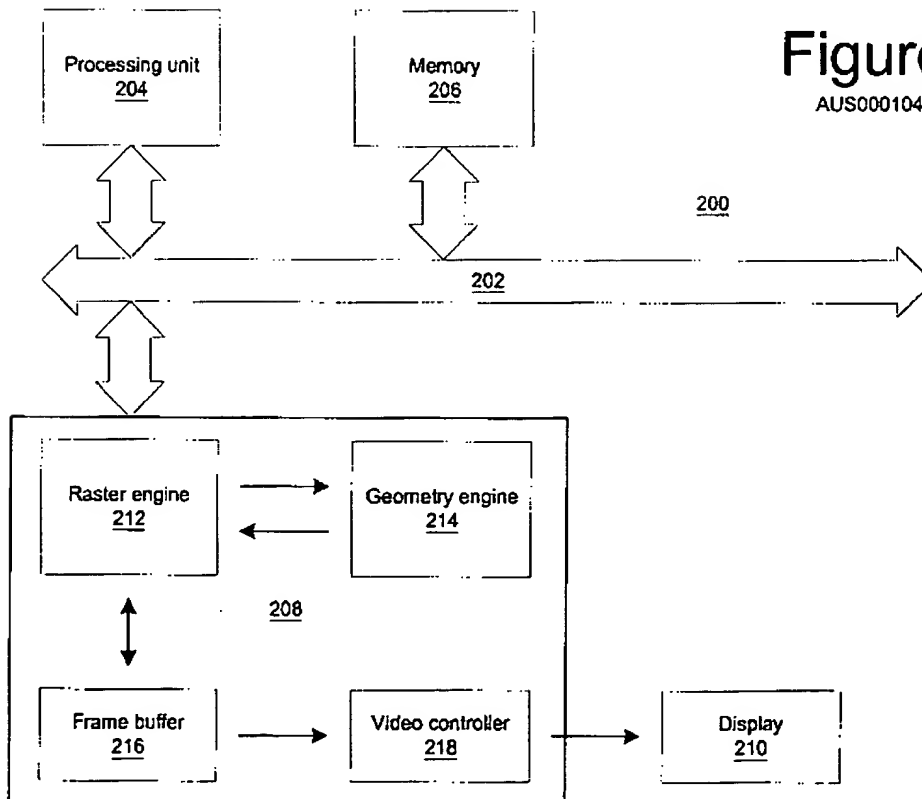 Processing unit
204
Memory
206
Figure
AUS000104
200
202
Raster engine
212
Geometry engine
214
208
Frame buffer
216
Video controller
218
Display
210